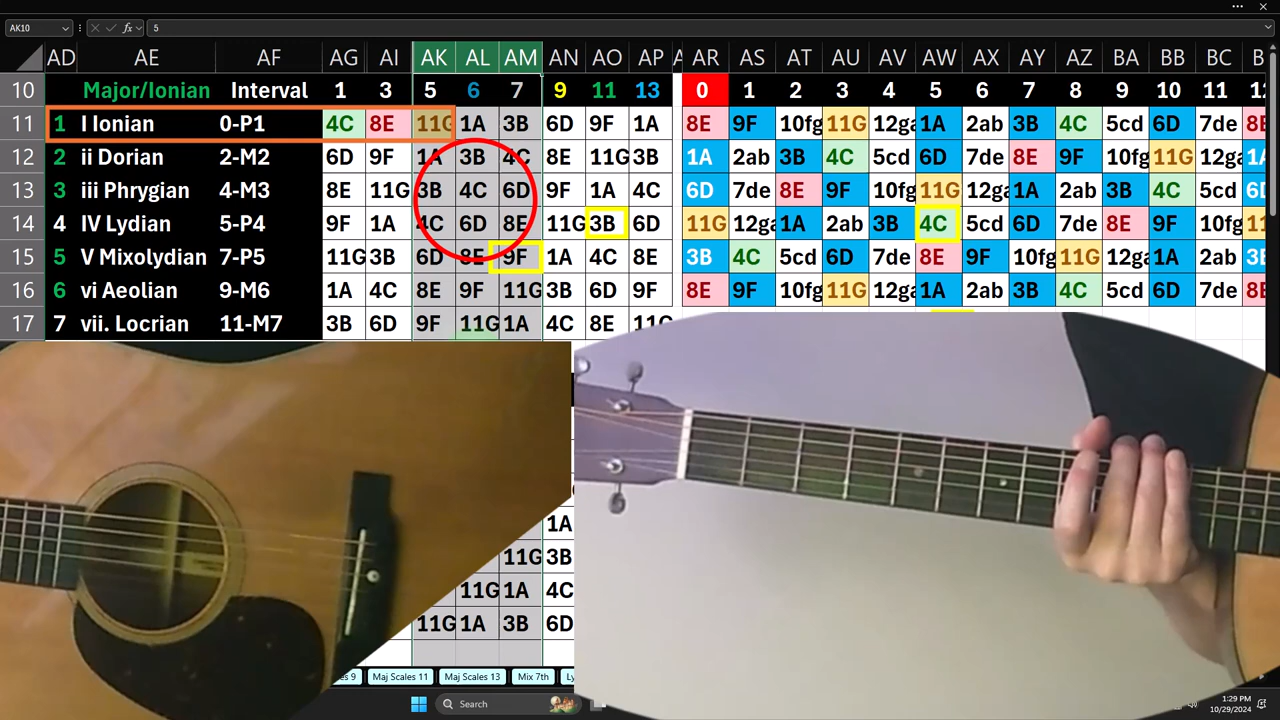 AK10 fx 5
AD AE AF AG AI AK AL AM AN AO AP AR AS AT AU AV AW AX AY AZ BA BB BC
10 Major/Ionian Interval 1 3 5 6 7 9 11 13 0 1 2 3 4 5 6 7 8 9 10 11 12
11 1 I Ionian 0-P1 4C 8E 11G 1A 3B 6D 9F 1A 8E 9F 10fg 11G 12ga 1A 2ab 3B 4C 5cd 6D 7de 8E
12 2 ii Dorian 2-M2 6D 9F 1A 3B 4C 8E 11G 3B 1A 2ab 3B 4C 5cd 6D 7de 8E 9F 10fg 11G 12ga 1A
13 3 iii Phrygian 4-M3 8E 11G 3B 4C 6D 9F 1A 4C 6D 7de 8E 9F 10fg 11G 12ga 1A 2ab 3B 4C 5cd 6D
14 4 IV Lydian 5-P4 9F 1A 4C 6D 8E 11G 3B 6D 11G 12ga 1A 2ab 3B 4C 5cd 6D 7de 8E 9F 10fg 11
15 5 V Mixolydian 7-P5 11G 3B 6D 8E 9F 1A 4C 8E 3B 4C 5cd 6D 7de 8E 9F 10fg 11G 12ga 1A 2ab 3B
16 6 vi Aeolian 9-M6 1A 4C 8E 9F 11G 3B 6D 9F 8E 9F 10fg 11G 12ga 1A 2ab 3B 4C 5cd 6D 7de 8E
17 7 vii. Locrian 11-M7 3B 6D 9F 11G 1A 4C 8E 11G
1A
11G 3B
11G 1A 4C
11G 1A 3B 6D
es 9 Maj Scales 11 Maj Scales 13 Mix 7th Ly
Search 1:29 PM
10/29/2024